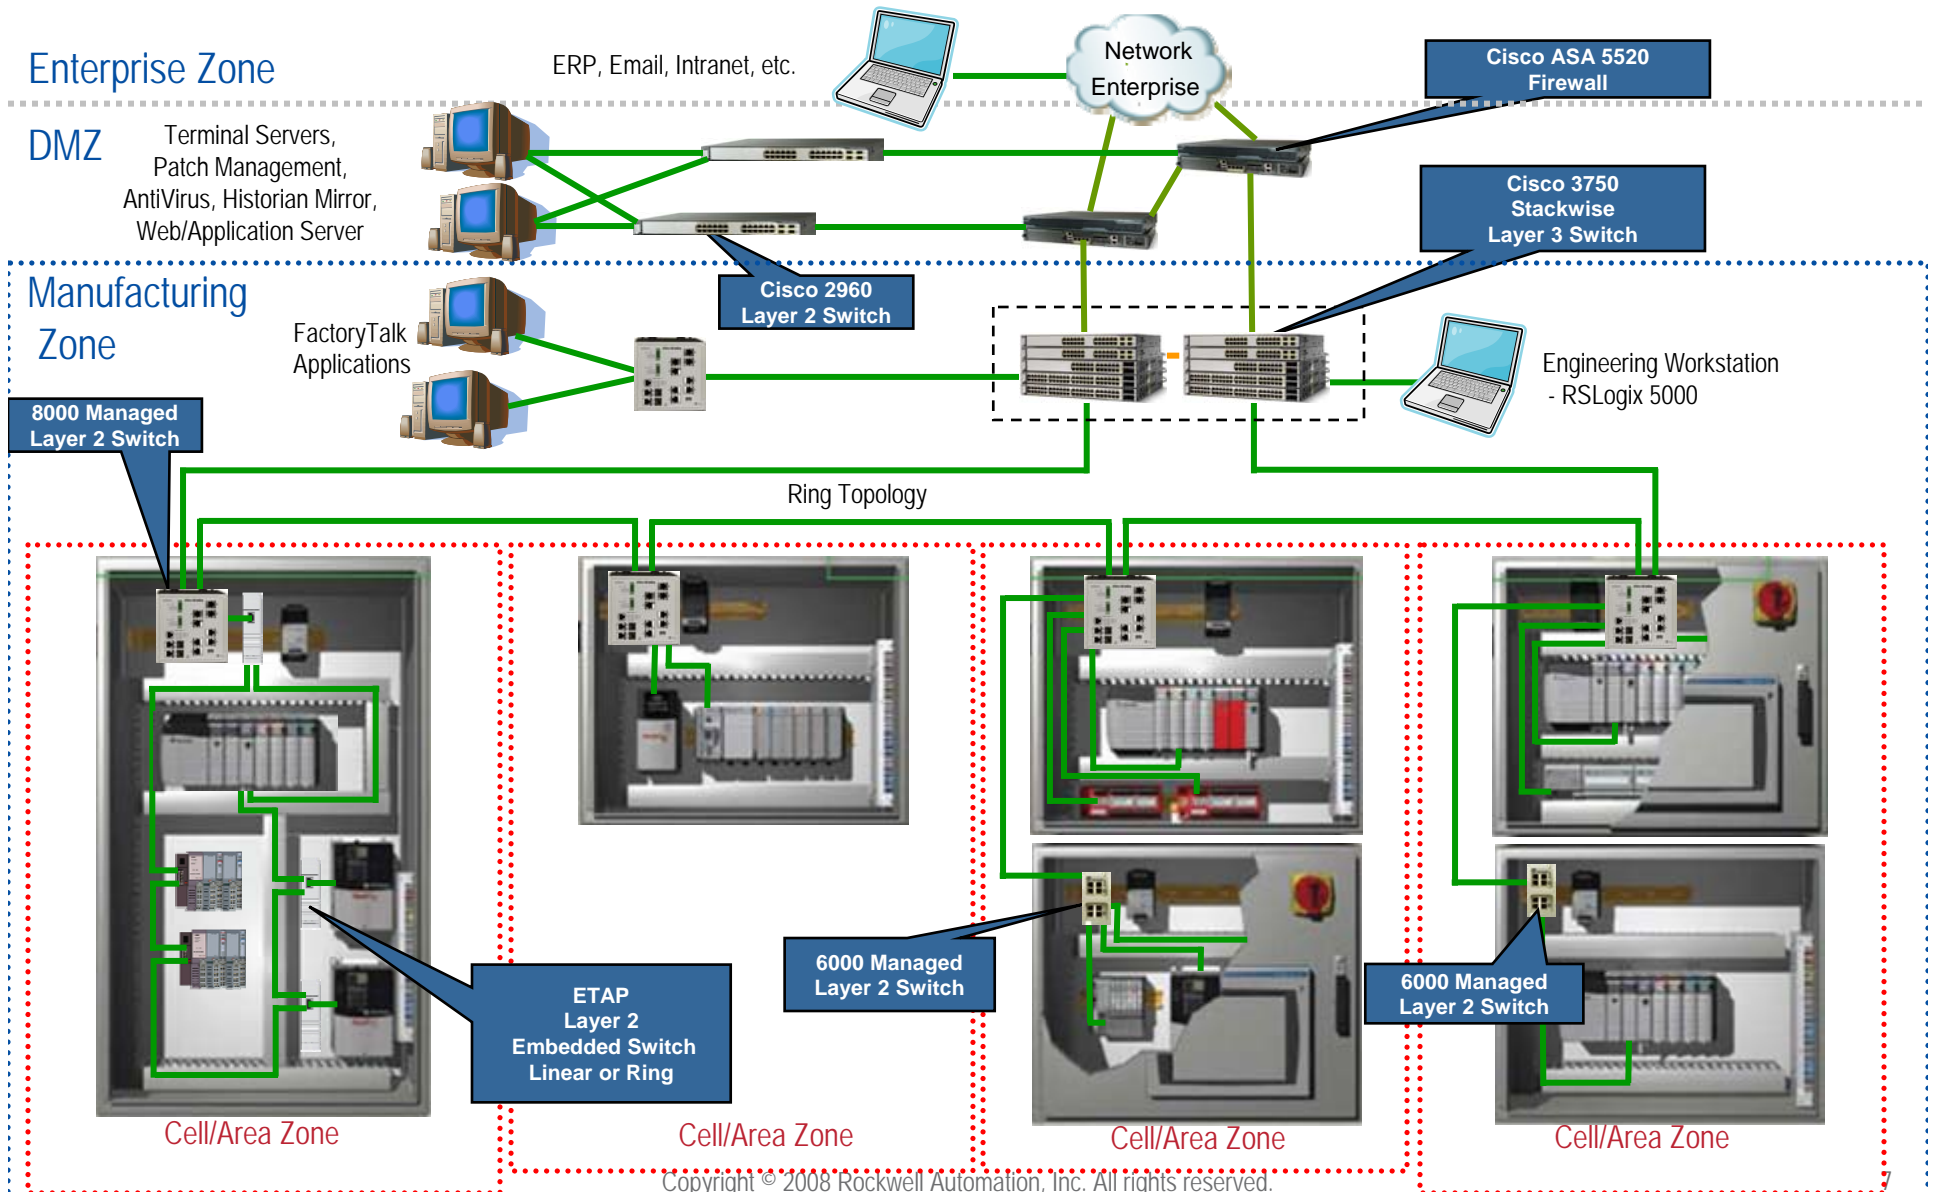 Enterprise Zone
ERP, Email, Intranet, etc.
Network
Enterprise
Cisco ASA 5520
Firewall
DMZ
Terminal Servers,
Patch Management,
AntiVirus, Historian Mirror,
Web/Application Server
Cisco 3750
Stackwise
Layer 3 Switch
Manufacturing
Zone
Cisco 2960
Layer 2 Switch
FactoryTalk
Applications
Engineering Workstation
- RSLogix 5000
8000 Managed
Layer 2 Switch
Ring Topology
6000 Managed
Layer 2 Switch
6000 Managed
Layer 2 Switch
ETAP
Layer 2
Embedded Switch
Linear or Ring
Cell/Area Zone
Cell/Area Zone
Cell/Area Zone
Cell/Area Zone
Copyright © 2008 Rockwell Automation, Inc. All rights reserved.
7